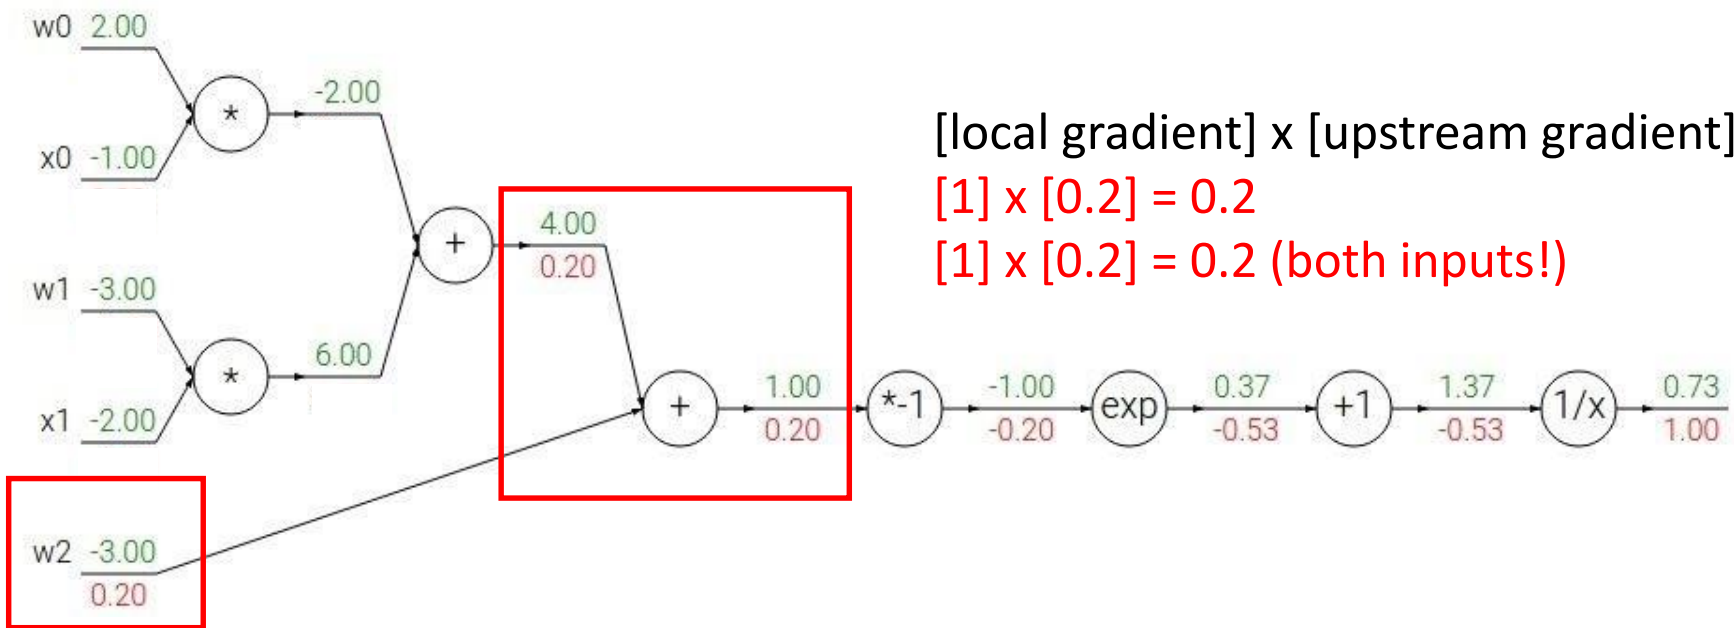 w0 2.00
*
-2.00
x0 -1.00
[local gradient] x [upstream gradient]
[1] x [0.2] = 0.2
[1] x [0.2] = 0.2 (both inputs!)
+
4.00
0.20
w1 -3.00
*
6.00
x1 -2.00
+
1.00
0.20
*-1
-1.00
-0.20
exp
0.37
-0.53
+1
1.37
-0.53
1/x
0.73
1.00
w2 -3.00
0.20